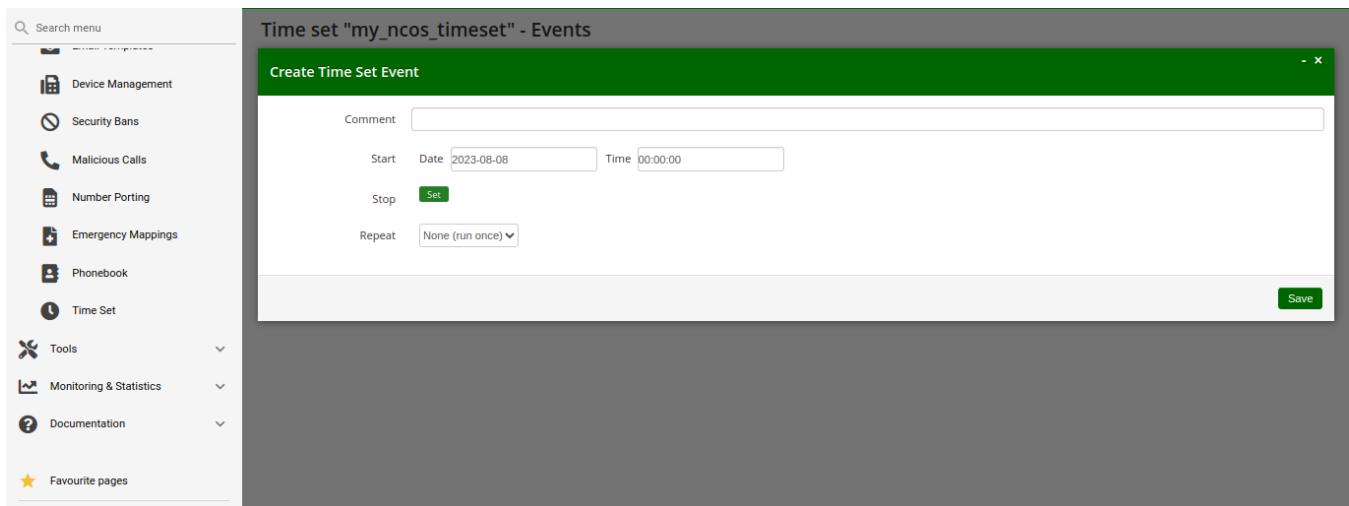 Search menu
Time set "my_ncos_timeset" - Events
Email Templates
Create Time Set Event
- ×
Device Management
Comment
Security Bans
Malicious Calls
Start Date 2023-08-08 Time 00:00:00
Number Porting
Stop Set
Emergency Mappings
Repeat None (run once)
Phonebook
Save
Time Set
Tools
Monitoring & Statistics
Documentation
Favourite pages